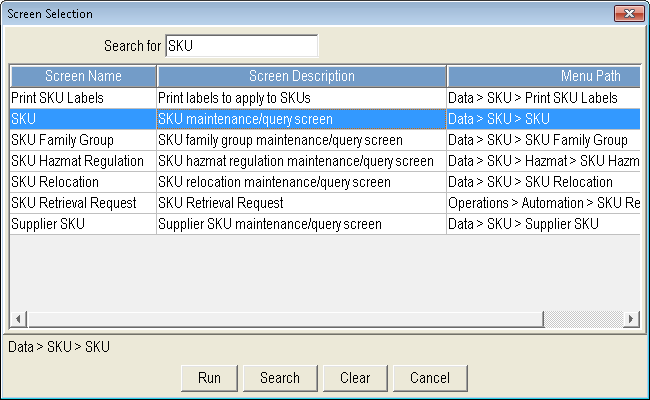 Screen Selection
Search for SKU
Screen Name Screen Description Menu Path
Print SKU Labels Print labels to apply to SKUs Data > SKU > Print SKU Labels
SKU SKU maintenance/query screen Data > SKU > SKU
SKU Family Group SKU family group maintenance/query screen Data > SKU > SKU Family Group
SKU Hazmat Regulation SKU hazmat regulation maintenance/query screen Data > SKU > Hazmat > SKU Hazm
SKU Relocation SKU relocation maintenance/query screen Data > SKU > SKU Relocation
SKU Retrieval Request SKU Retrieval Request Operations > Automation > SKU Re
Supplier SKU Supplier SKU maintenance/query screen Data > SKU > Supplier SKU
Data > SKU > SKU
Run Search Clear Cancel